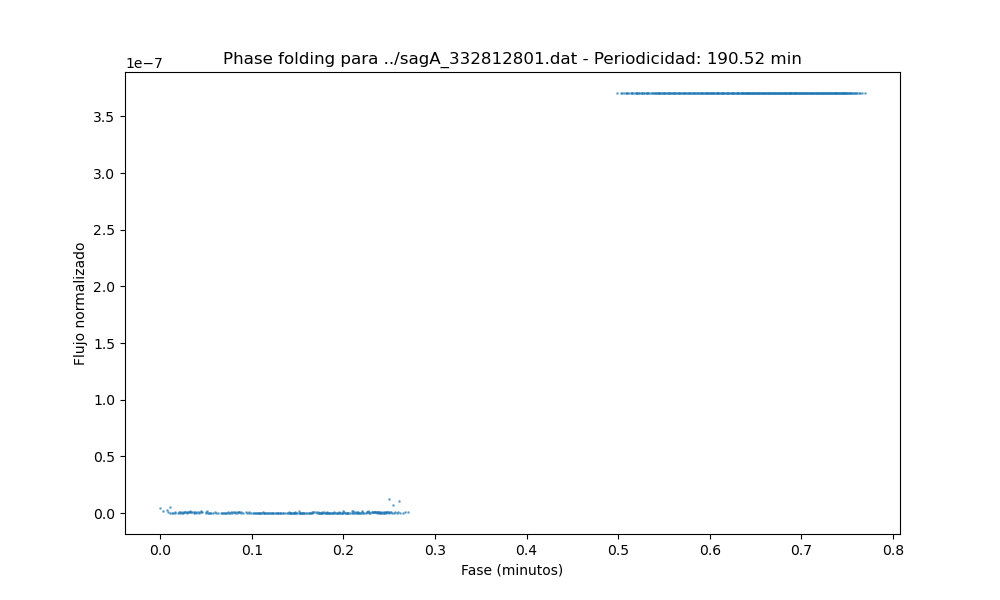 Phase folding para ../sagA_332812801.dat - Periodicidad: 190.52 min
1e−7
3.5
3.0
2.5
2.0
1.5
1.0
0.5
0.0
Flujo normalizado
0.0 0.1 0.2 0.3 0.4 0.5 0.6 0.7 0.8
Fase (minutos)